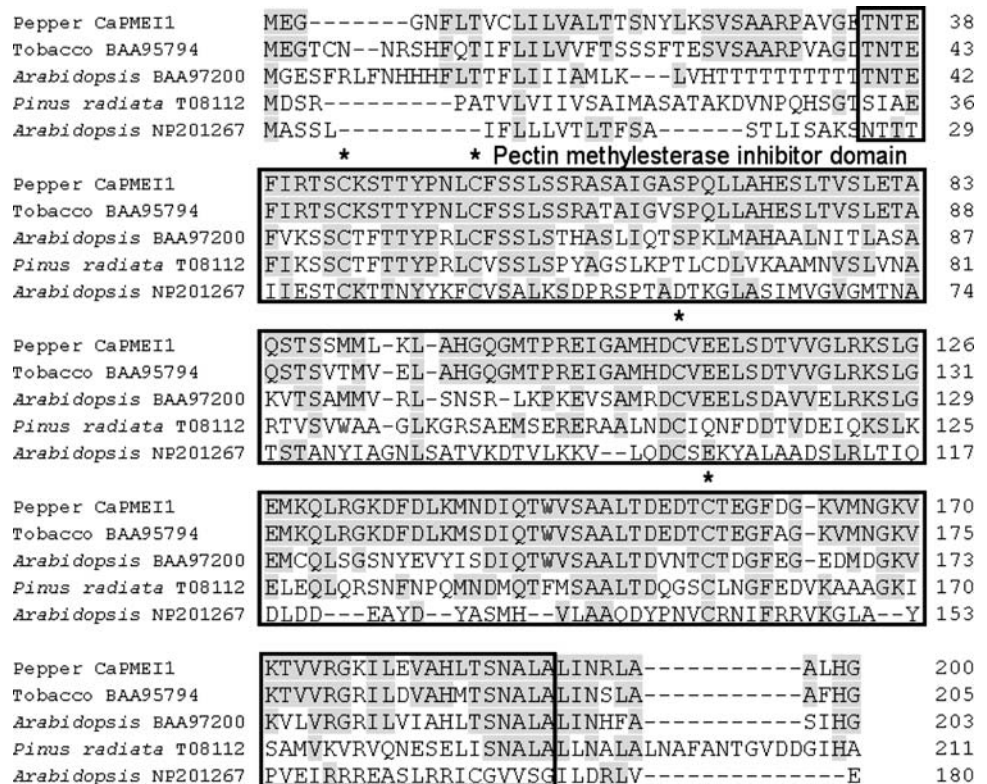 Pepper CaPMEI1 MEG-------GNFLTVCLILVALTTSNYLKSVSAARPAVGETNTE 38
Tobacco BAA95794 MEGTCN--NRSHFQTIFLILVVFTSSSFTESVSAARPVAGDTNTE 43
Arabidopsis BAA97200 MGESFRLFNHHHFLTTFLIIIAMLK---LVHTTTTTTTTTTTNTE 42
Pinus radiata T08112 MDSR---------PATVLVIIVSAIMASATAKDVNPQHSGTSIAE 36
Arabidopsis NP201267 MASSL----------IFLLLVTLTFSA------STLISAKSNTTT 29
* * Pectin methylesterase inhibitor domain
Pepper CaPMEI1 FIRTSCKSTTYPNLCFSSLSSRASAIGASPQLLAHESLTVSLETA 83
Tobacco BAA95794 FIRTSCKSTTYPNLCFSSLSSRATAIGVSPQLLAHESLTVSLETA 88
Arabidopsis BAA97200 FVKSSCTFTTYPRLCFSSLSTHASLIQTSPKLMAHAALNITLASA 87
Pinus radiata T08112 FIKSSCTFTTYPRLCVSSLSPYAGSLKPTLCDLVKAAMNVSLVNA 81
Arabidopsis NP201267 IIESTCKTTNYYKFCVSALKSDPRSPTADTKGLASIMVGVGMTNA 74
*
Pepper CaPMEI1 QSTSSMML-KL-AHGQGMTPREIGAMHDCVEELSDTVVGLRKSLG 126
Tobacco BAA95794 QSTSVTMV-EL-AHGQGMTPREIGAMHDCVEELSDTVVGLRKSLG 131
Arabidopsis BAA97200 KVTSAMMV-RL-SNSR-LKPKEVSAMRDCVEELSDAVVELRKSLG 129
Pinus radiata T08112 RTVSVWAA-GLKGRSAEMSERERAALNDCIQNFDDTVDEIQKSLK 125
Arabidopsis NP201267 TSTANYIAGNLSATVKDTVLKKV--LQDCSEKYALAADSLRLTIQ 117
*
Pepper CaPMEI1 EMKQLRGKDFDLKMNDIQTWVSAALTDEDTCTEGFDG-KVMNGKV 170
Tobacco BAA95794 EMKQLRGKDFDLKMSDIQTWVSAALTDEDTCTEGFAG-KVMNGKV 175
Arabidopsis BAA97200 EMCQLSGSNYEVYISDIQTWVSAALTDVNTCTDGFEG-EDMDGKV 173
Pinus radiata T08112 ELEQLQRSNFNPQMNDMQTFMSAALTDQGSCLNGFEDVKAAAGKI 170
Arabidopsis NP201267 DLDD---EAYD--YASMH--VLAAQDYPNVCRNIFRRVKGLA--Y 153
Pepper CaPMEI1 KTVVRGKILEVAHLTSNALALINRLA-----------ALHG 200
Tobacco BAA95794 KTVVRGRILDVAHMTSNALALINSLA-----------AFHG 205
Arabidopsis BAA97200 KVLVRGRILVIAHLTSNALALINHFA-----------SIHG 203
Pinus radiata T08112 SAMVKVRVQNESELISNALALLNALALNAFANTGVDDGIHA 211
Arabidopsis NP201267 PVEIRRREASLRRICGVVSGILDRLV--------------E 180